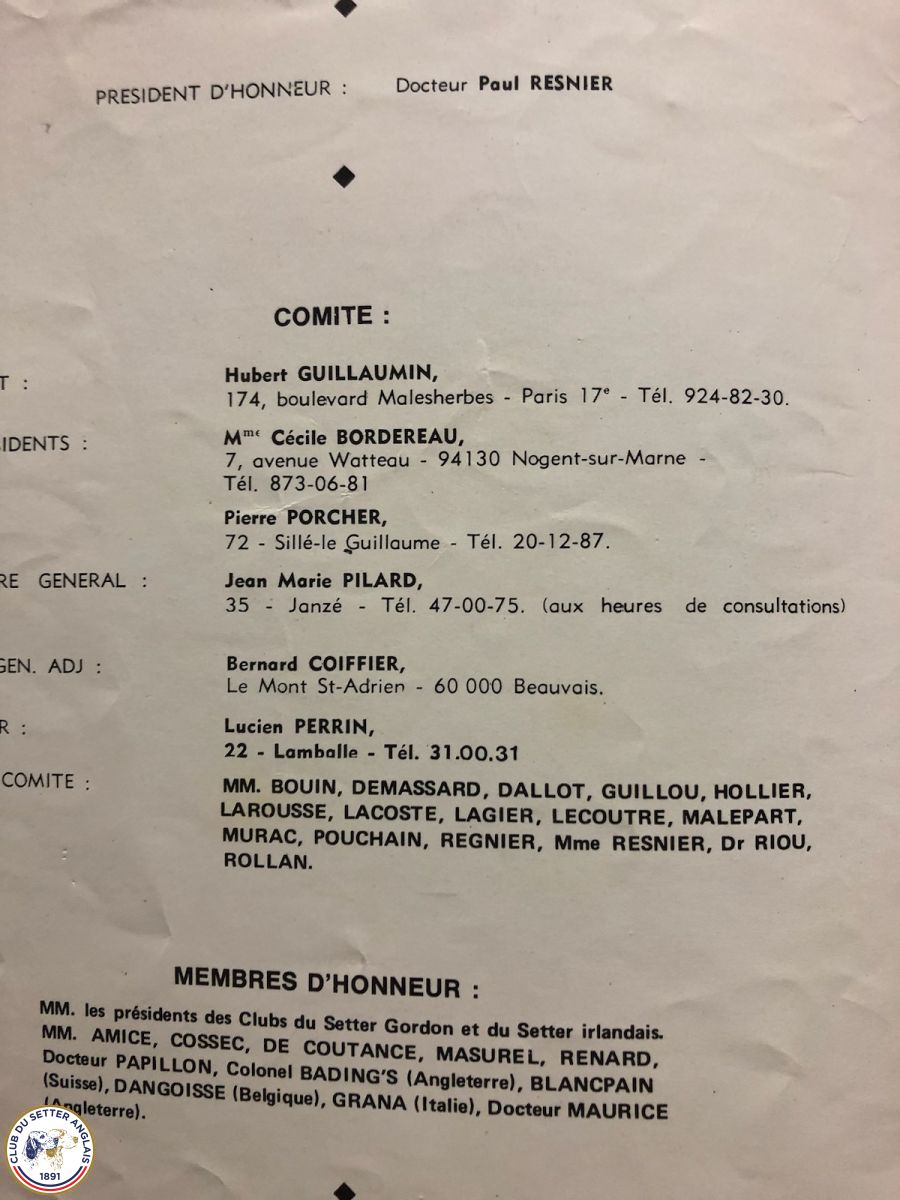 PRESIDENT D'HONNEUR : Docteur Paul RESNIER
COMITE :
T : Hubert GUILLAUMIN,
174, boulevard Malesherbes - Paris 17e - Tél. 924-82-30.
IDENTS : Mme Cécile BORDEREAU,
7, avenue Watteau - 94130 Nogent-sur-Marne -
Tél. 873-06-81
Pierre PORCHER,
72 - Sillé-le Guillaume - Tél. 20-12-87.
RE GENERAL : Jean Marie PILARD,
35 - Janzé - Tél. 47-00-75. (aux heures de consultations)
GEN. ADJ : Bernard COIFFIER,
Le Mont St-Adrien - 60 000 Beauvais.
R : Lucien PERRIN,
22 - Lamballe - Tél. 31.00.31
COMITE : MM. BOUIN, DEMASSARD, DALLOT, GUILLOU, HOLLIER,
LAROUSSE, LACOSTE, LAGIER, LECOUTRE, MALEPART,
MURAC, POUCHAIN, REGNIER, Mme RESNIER, Dr RIOU,
ROLLAN.
MEMBRES D'HONNEUR :
MM. les présidents des Clubs du Setter Gordon et du Setter irlandais.
MM. AMICE, COSSEC, DE COUTANCE, MASUREL, RENARD,
Docteur PAPILLON, Colonel BADING'S (Angleterre), BLANCPAIN
(Suisse), DANGOISSE (Belgique), GRANA (Italie), Docteur MAURICE
(Angleterre).
CLUB DU SETTER ANGLAIS
1891